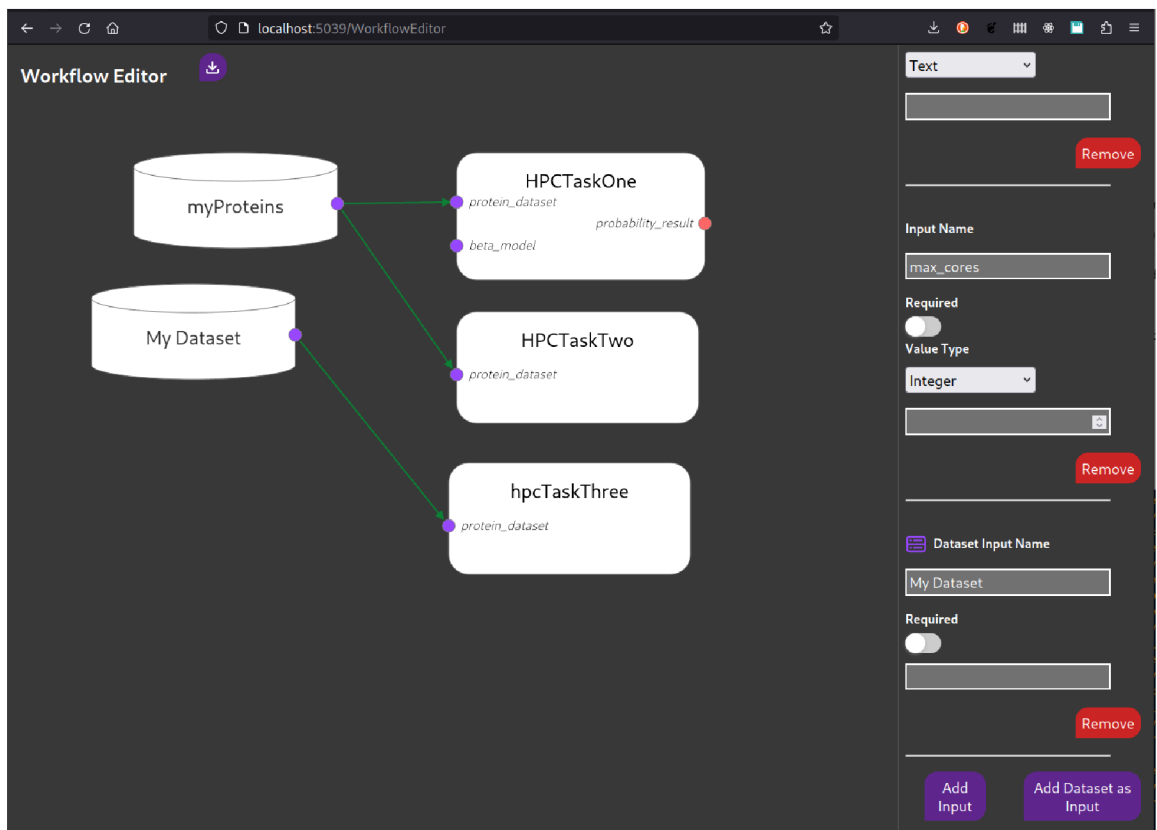 localhost:5039/WorkflowEditor
Workflow Editor
myProteins
My Dataset
HPCTaskOne
protein_dataset
probability_result
beta_model
HPCTaskTwo
protein_dataset
hpcTaskThree
protein_dataset
Text
Remove
Input Name
max_cores
Required
Value Type
Integer
Remove
Dataset Input Name
My Dataset
Required
Remove
Add
Input
Add Dataset as
Input